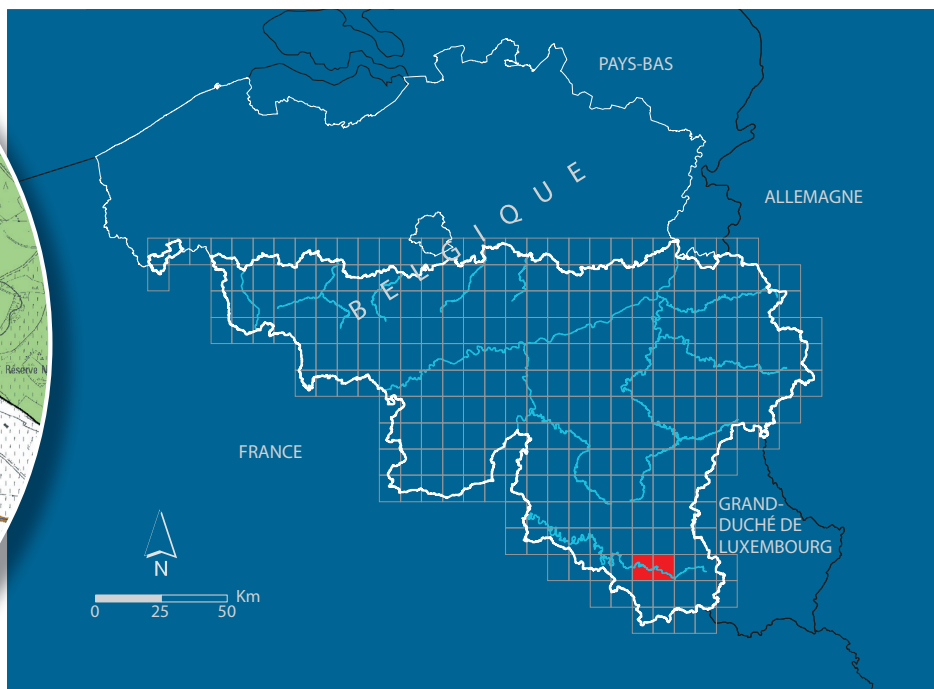 PAYS-BAS
ALLEMAGNE
BELGIQUE
Réserve N
FRANCE
GRAND-
DUCHÉ DE
LUXEMBOURG
N
Km
0 25 50